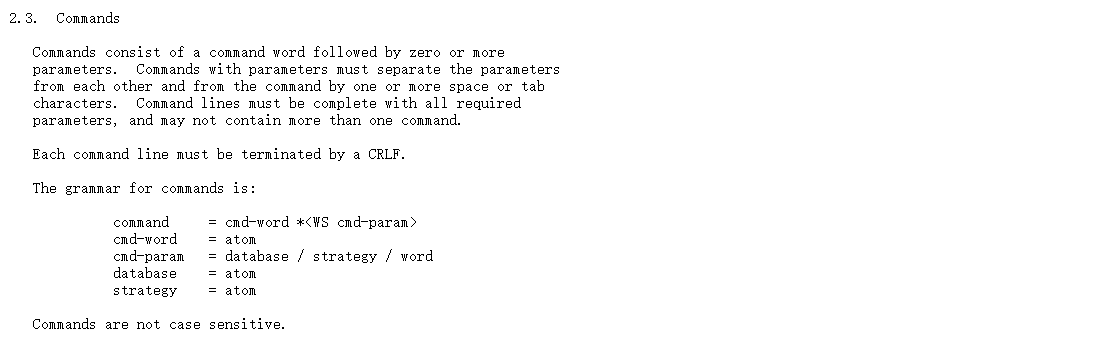 2.3.  Commands
Commands consist of a command word followed by zero or more
parameters.  Commands with parameters must separate the parameters
from each other and from the command by one or more space or tab
characters.  Command lines must be complete with all required
parameters, and may not contain more than one command.
Each command line must be terminated by a CRLF.
The grammar for commands is:
command     = cmd-word *<WS cmd-param>
cmd-word    = atom
cmd-param   = database / strategy / word
database    = atom
strategy    = atom
Commands are not case sensitive.